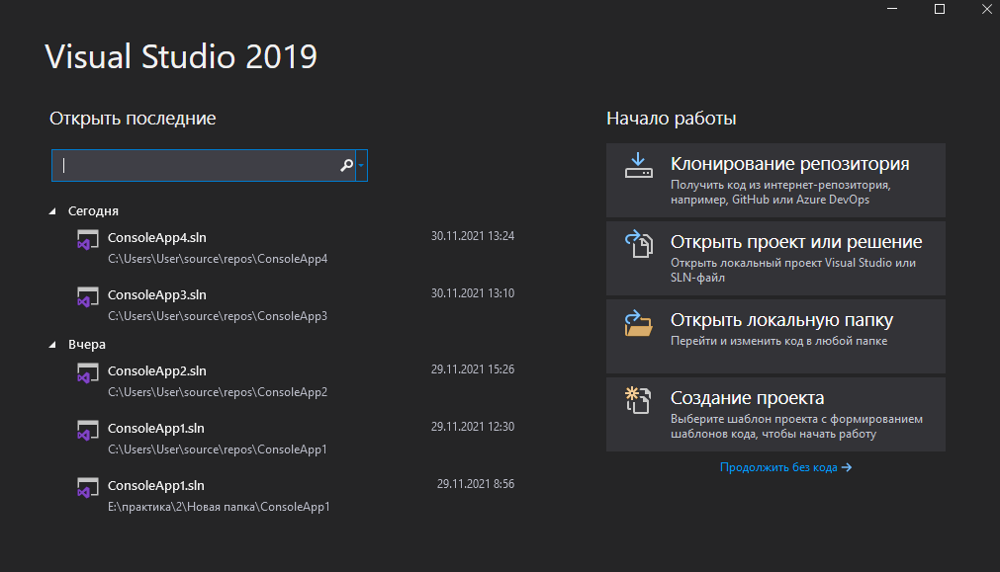 Visual Studio 2019
Открыть последние
Сегодня
ConsoleApp4.sln 30.11.2021 13:24
C:\Users\User\source\repos\ConsoleApp4
ConsoleApp3.sln 30.11.2021 13:10
C:\Users\User\source\repos\ConsoleApp3
Вчера
ConsoleApp2.sln 29.11.2021 15:26
C:\Users\User\source\repos\ConsoleApp2
ConsoleApp1.sln 29.11.2021 12:30
C:\Users\User\source\repos\ConsoleApp1
ConsoleApp1.sln 29.11.2021 8:56
E:\практика\2\Новая папка\ConsoleApp1
Начало работы
Клонирование репозитория
Получить код из интернет-репозитория,
например, GitHub или Azure DevOps
Открыть проект или решение
Открыть локальный проект Visual Studio или
SLN-файл
Открыть локальную папку
Перейти и изменить код в любой папке
Создание проекта
Выберите шаблон проекта с формированием
шаблонов кода, чтобы начать работу
Продолжить без кода →